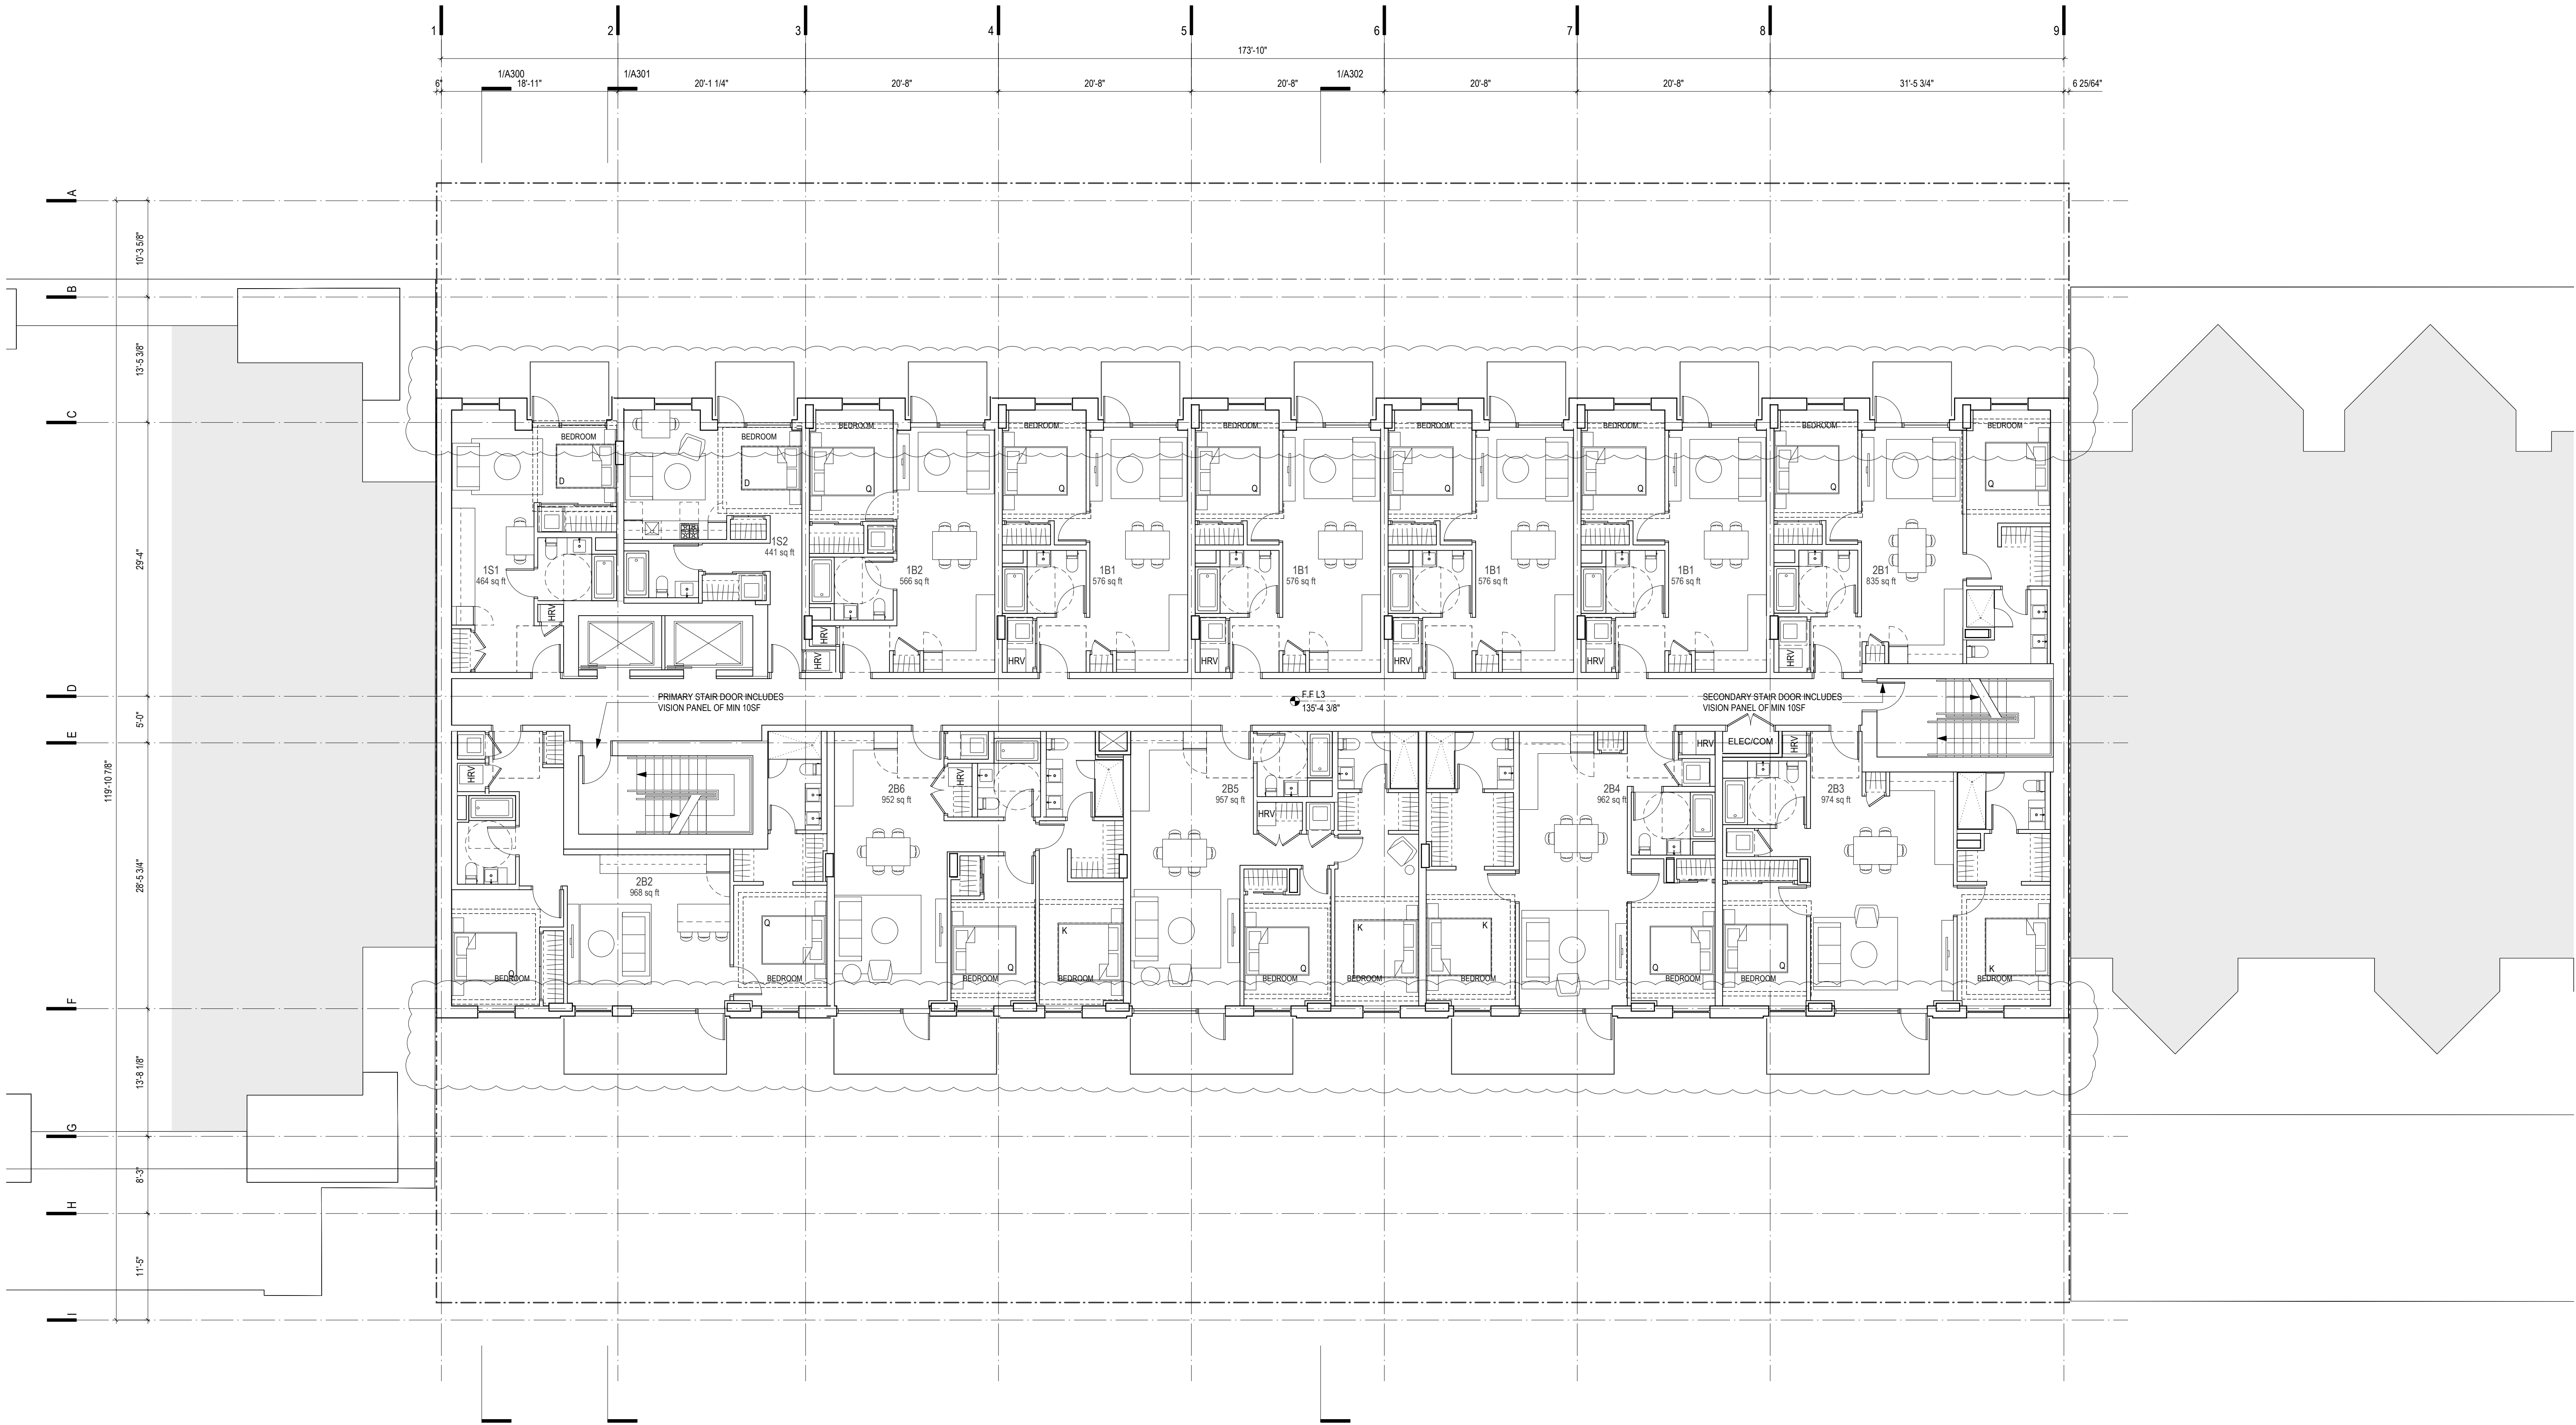 1 2 3 4 5 6 7 8 9
173'-10"
1/A300 1/A301 1/A302
6" 18'-11" 20'-1 1/4" 20'-8" 20'-8" 20'-8" 20'-8" 20'-8" 31'-5 3/4" 6 25/64"
A
10'-3 5/8"
B
13'-5 3/8"
C
29'-4"
D
5'-0"
E
119'-10 7/8"
28'-5 3/4"
F
13'-8 1/8"
G
8'-3"
H
11'-5"
I
BEDROOM BEDROOM BEDROOM BEDROOM BEDROOM BEDROOM BEDROOM BEDROOM BEDROOM
D D Q Q Q Q Q Q Q
1S2
441 sq ft
1S1
464 sq ft
1B2
566 sq ft
1B1
576 sq ft
1B1
576 sq ft
1B1
576 sq ft
1B1
576 sq ft
2B1
835 sq ft
HRV HRV HRV HRV HRV HRV HRV HRV
PRIMARY STAIR DOOR INCLUDES
VISION PANEL OF MIN 10SF
F.F L3
135'-4 3/8"
SECONDARY STAIR DOOR INCLUDES
VISION PANEL OF MIN 10SF
HRV HRV HRV HRV ELEC/COM HRV
2B6
952 sq ft
2B5
957 sq ft
2B4
962 sq ft
2B3
974 sq ft
2B2
968 sq ft
Q Q Q K Q K K Q Q K
BEDROOM BEDROOM BEDROOM BEDROOM BEDROOM BEDROOM BEDROOM BEDROOM BEDROOM BEDROOM